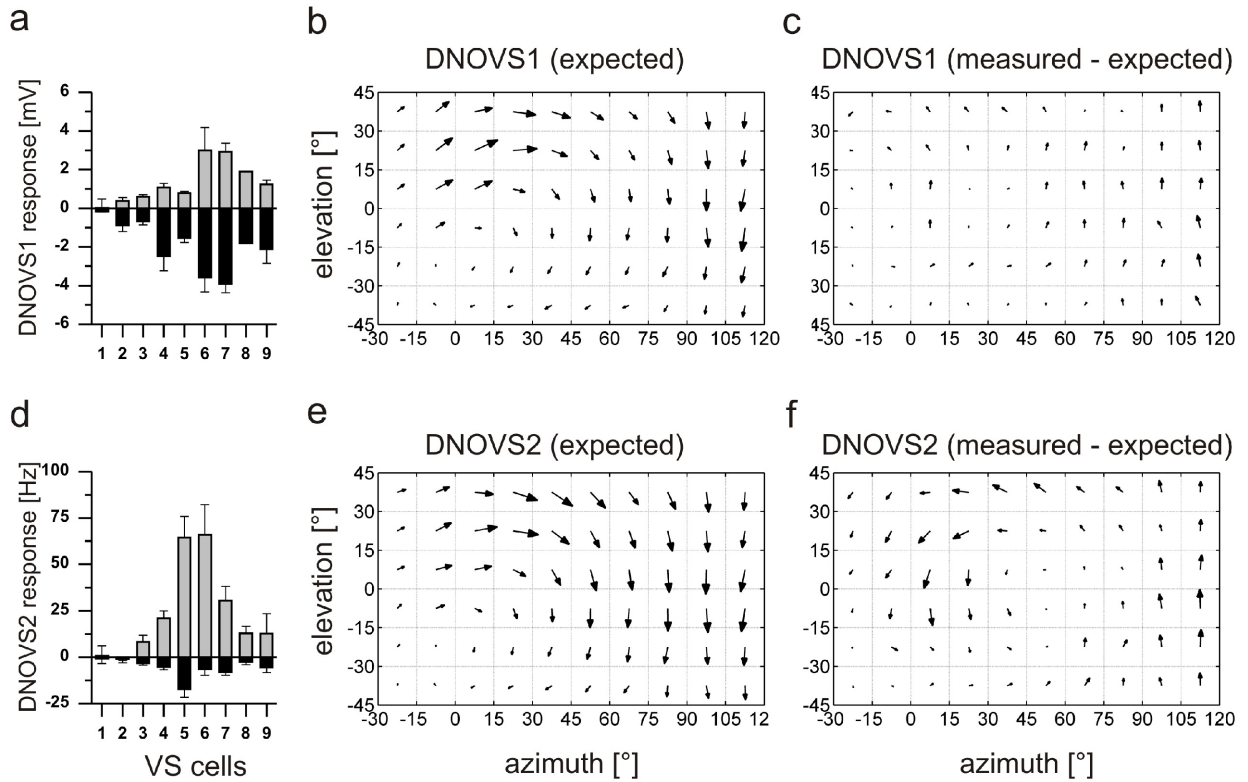 a
b
c
DNOVS1 (expected)
DNOVS1 (measured - expected)
DNOVS1 response [mV]
6
4
2
0
-2
-4
-6
1 2 3 4 5 6 7 8 9
elevation [°]
45
30
15
0
-15
-30
-45
-30 -15 0 15 30 45 60 75 90 105 120
45
30
15
0
15
30
45
-30 -15 0 15 30 45 60 75 90 105 120
d
e
f
DNOVS2 (expected)
DNOVS2 (measured - expected)
DNOVS2 response [Hz]
100
75
50
25
0
-25
1 2 3 4 5 6 7 8 9
VS cells
elevation [°]
45
30
15
0
-15
-30
-45
-30 -15 0 15 30 45 60 75 90 105 12
azimuth [°]
45
30
15
0
-15
-30
-45
-30 -15 0 15 30 45 60 75 90 105 120
azimuth [°]